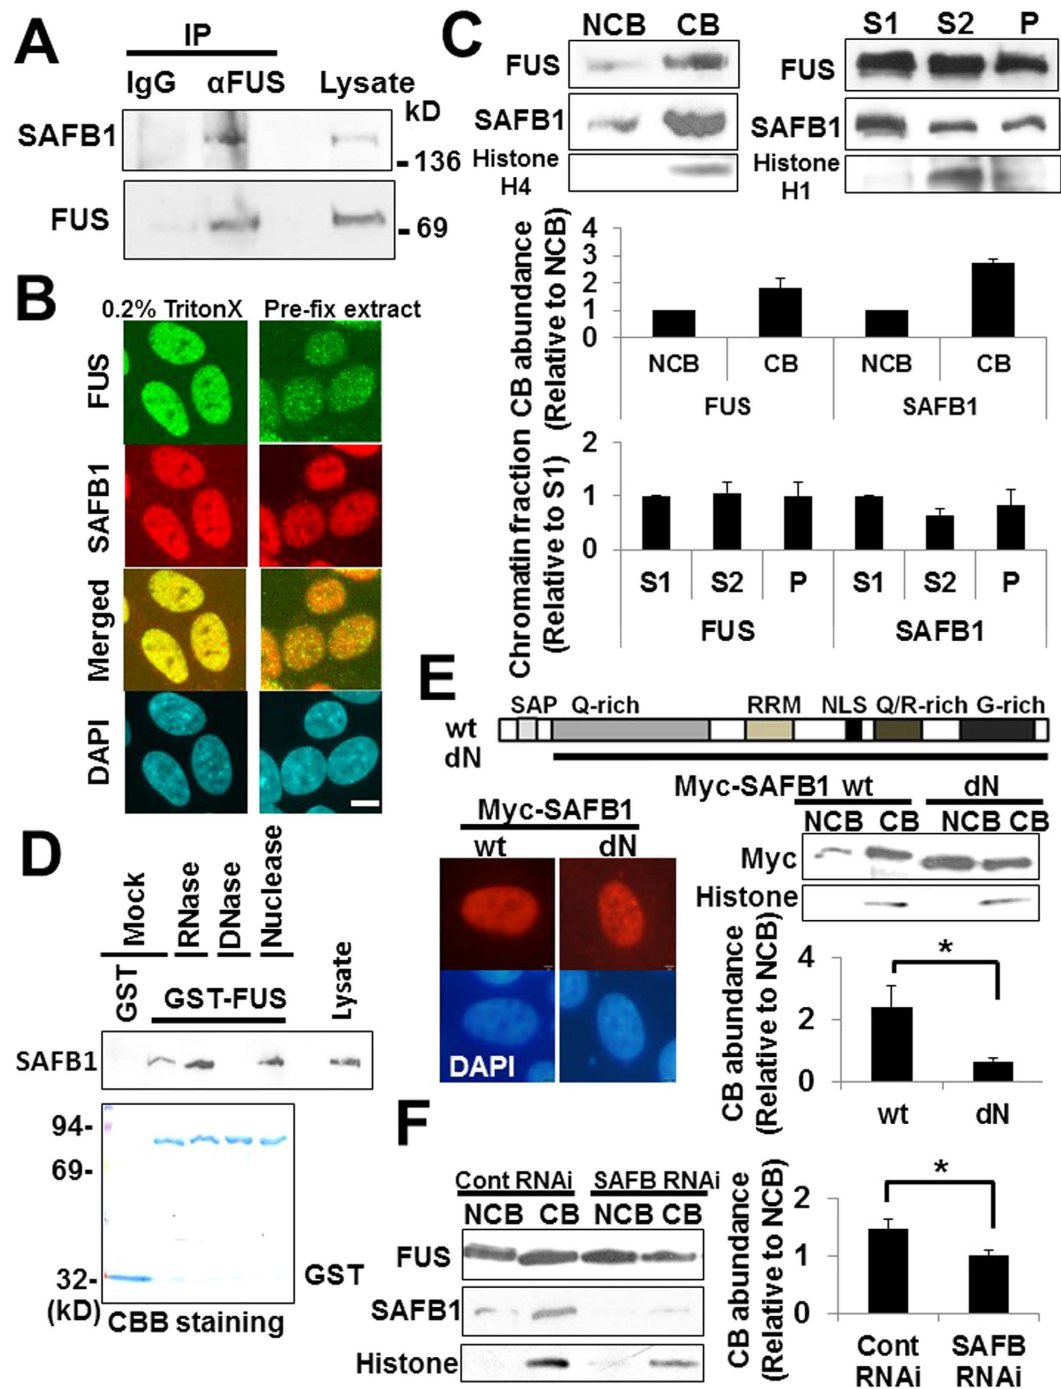 A
IP
IgG αFUS Lysate
kD
SAFB1
136
FUS
69
B
0.2% TritonX Pre-fix extract
FUS
SAFB1
Merged
DAPI
C
NCB CB
FUS
SAFB1
Histone
H4
S1 S2 P
FUS
SAFB1
Histone
H1
CB abundance
(Relative to NCB)
4
3
2
1
0
NCB CB NCB CB
FUS SAFB1
Chromatin fraction
(Relative to S1)
2
1
0
S1 S2 P S1 S2 P
FUS SAFB1
D
Mock RNase DNase Nuclease
GST GST-FUS Lysate
SAFB1
94-
69-
32-
(kD)
GST
CBB staining
E
SAP Q-rich RRM NLS Q/R-rich G-rich
wt
dN
Myc-SAFB1
wt dN
DAPI
Myc-SAFB1 wt dN
NCB CB NCB CB
Myc
Histone
CB abundance
(Relative to NCB)
4
2
0
*
wt dN
F
Cont RNAi SAFB RNAi
NCB CB NCB CB
FUS
SAFB1
Histone
CB abundance
(Relative to NCB)
2
1
0
*
Cont SAFB
RNAi RNAi